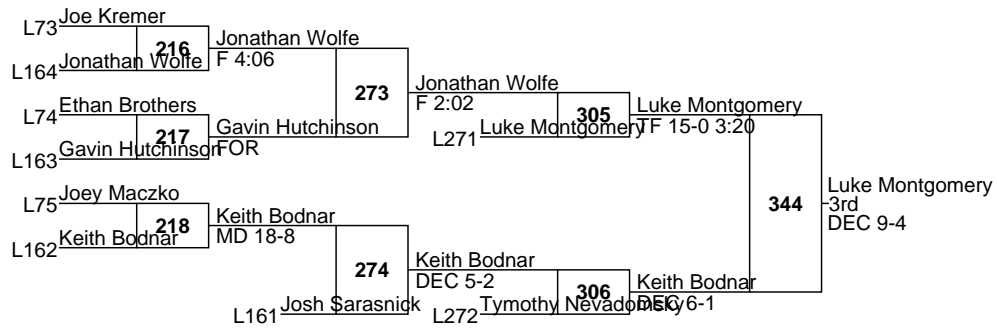 Joe Kremer
L73
216
Jonathan Wolfe
F 4:06
L164
Jonathan Wolfe
273
Jonathan Wolfe
F 2:02
Ethan Brothers
L74
217
Gavin Hutchinson
FOR
L163
Gavin Hutchinson
L271
Luke Montgomery
305
Luke Montgomery
TF 15-0 3:20
Joey Maczko
L75
218
Keith Bodnar
MD 18-8
L162
Keith Bodnar
274
Keith Bodnar
DEC 5-2
L161
Josh Sarasnick
L272
Tymothy Nevadomsky
306
Keith Bodnar
DEC 6-1
344
Luke Montgomery
3rd
DEC 9-4